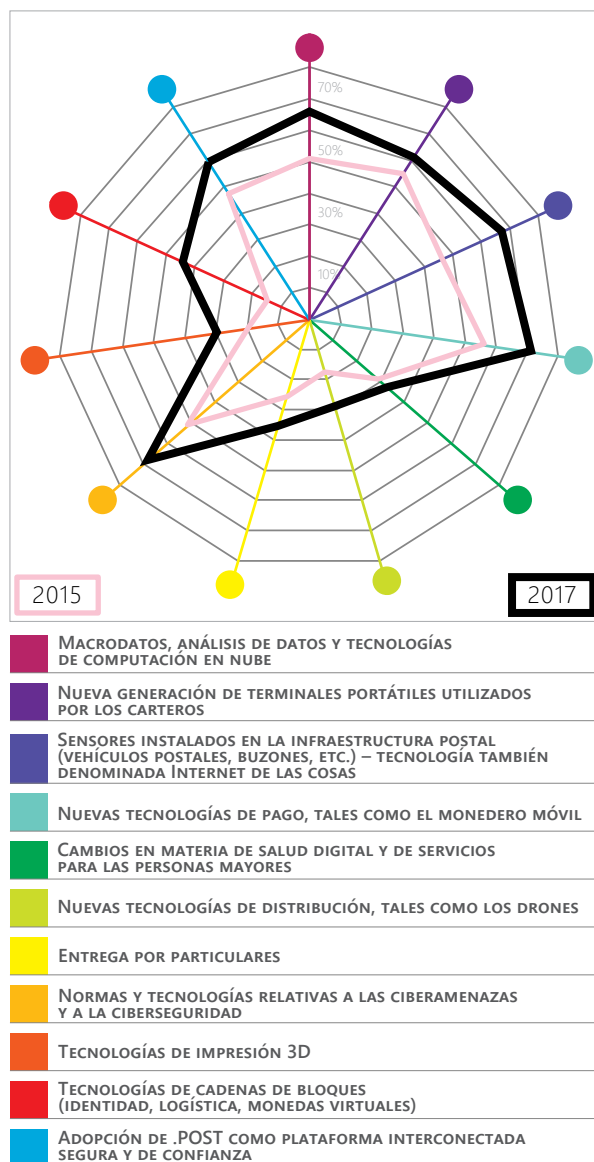 70%
50%
30%
10%
2015
2017
Macrodatos, análisis de datos y tecnologías
de computación en nube
Nueva generación de terminales portátiles utilizados
por los carteros
Sensores instalados en la infraestructura postal
(vehículos postales, buzones, etc.) – tecnología también
denominada Internet de las cosas
Nuevas tecnologías de pago, tales como el monedero móvil
Cambios en materia de salud digital y de servicios
para las personas mayores
Nuevas tecnologías de distribución, tales como los drones
Entrega por particulares
Normas y tecnologías relativas a las ciberamenazas
y a la ciberseguridad
Tecnologías de impresión 3D
Tecnologías de cadenas de bloques
(identidad, logística, monedas virtuales)
Adopción de .POST como plataforma interconectada
segura y de confianza